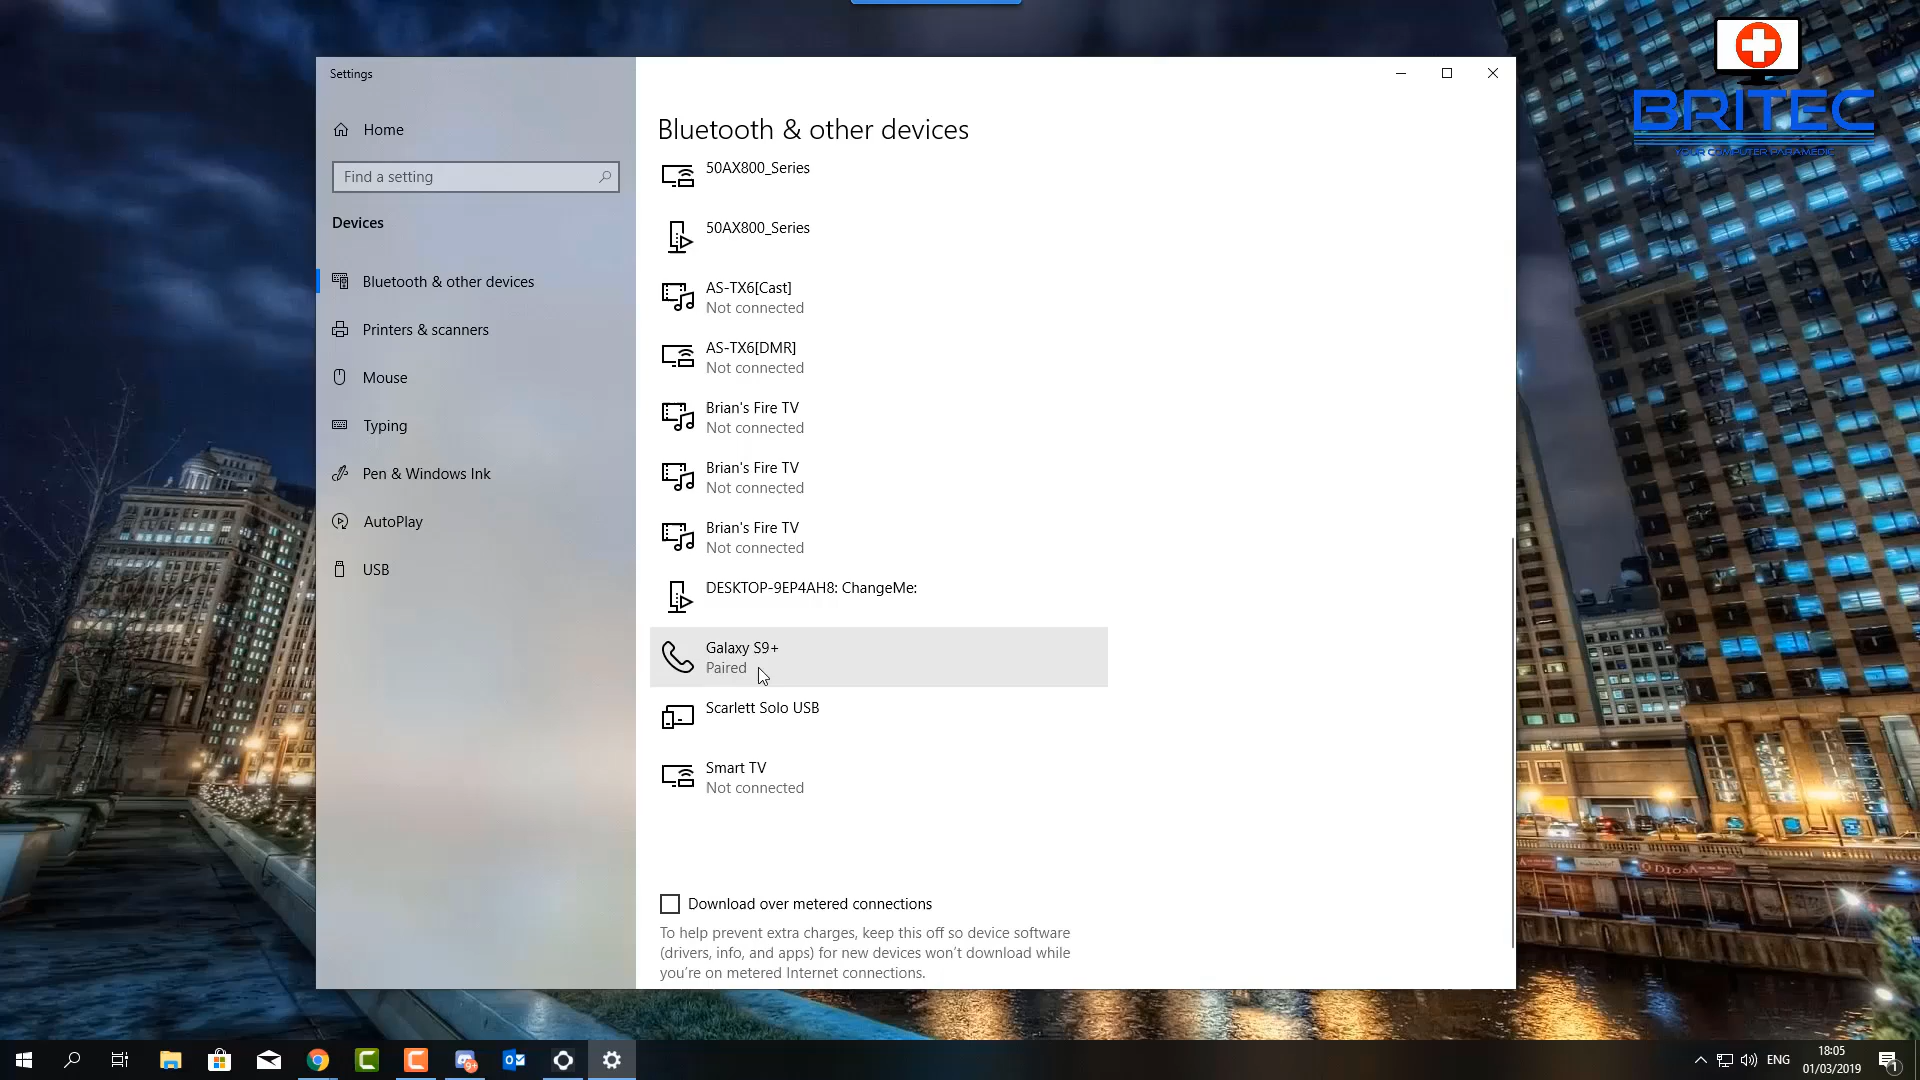 Settings
Home
Find a setting
Devices
Bluetooth & other devices
Printers & scanners
Mouse
Typing
Pen & Windows Ink
AutoPlay
USB
Bluetooth & other devices
50AX800_Series
50AX800_Series
AS-TX6[Cast]
Not connected
AS-TX6[DMR]
Not connected
Brian's Fire TV
Not connected
Brian's Fire TV
Not connected
Brian's Fire TV
Not connected
DESKTOP-9EP4AH8: ChangeMe:
Galaxy S9+
Paired
Scarlett Solo USB
Smart TV
Not connected
Download over metered connections
To help prevent extra charges, keep this off so device software
(drivers, info, and apps) for new devices won't download while
you're on metered Internet connections.
BRITEC
YOUR COMPUTER PARAMEDIC
9+
ENG
18:05
01/03/2019
1